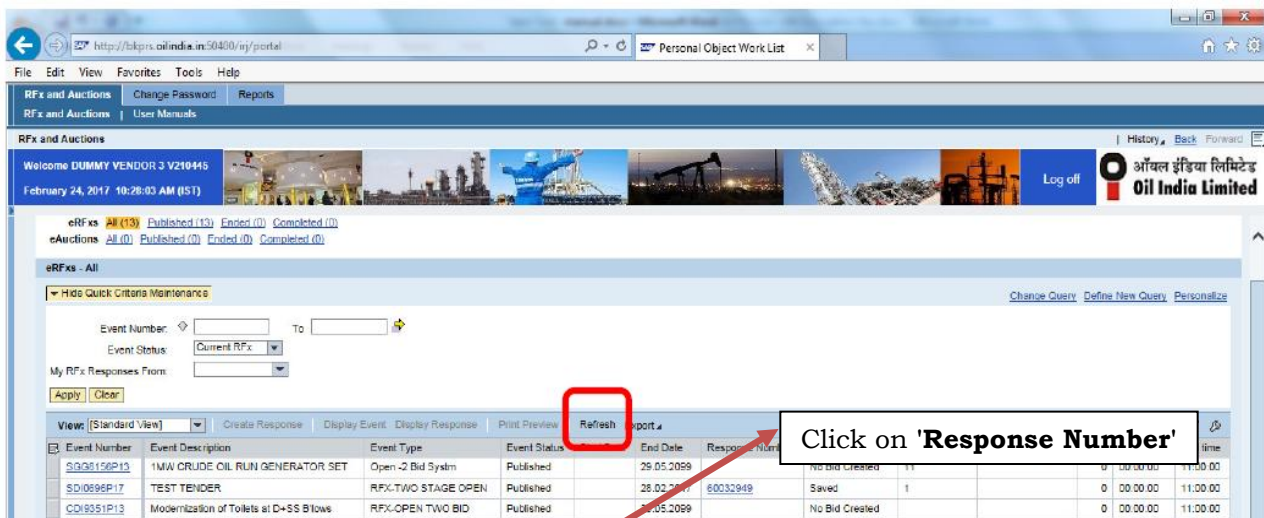 http://bkprs.oilindia.in:50400/irj/portal
Personal Object Work List
File Edit View Favorites Tools Help
RFx and Auctions Change Password Reports
RFx and Auctions | User Manuals
RFx and Auctions | History Back Forward
Welcome DUMMY VENDOR 3 V210445
February 24, 2017 10:28:03 AM (IST)
Log off
ऑयल इंडिया लिमिटेड
Oil India Limited
eRFxs All (13) Published (13) Ended (0) Completed (0)
eAuctions All (0) Published (0) Ended (0) Completed (0)
eRFxs - All
Hide Quick Criteria Maintenance Change Query Define New Query Personalize
Event Number: To
Event Status: Current RFx
My RFx Responses From:
Apply Clear
View: [Standard View] Create Response Display Event Display Response Print Preview Refresh Export
Click on 'Response Number'
Event Number Event Description Event Type Event Status End Date time
SGG8156P13 1MW CRUDE OIL RUN GENERATOR SET Open -2 Bid Systm Published 29.05.2099 No Bid Created 11 0 00:00:00 11:00:00
SDI0696P17 TEST TENDER RFX-TWO STAGE OPEN Published 60032949 Saved 1 0 00:00:00 11:00:00
CDI9351P13 Modernization of Toilets at D+SS B'lows RFX-OPEN TWO BID Published No Bid Created 0 00:00:00 11:00:00